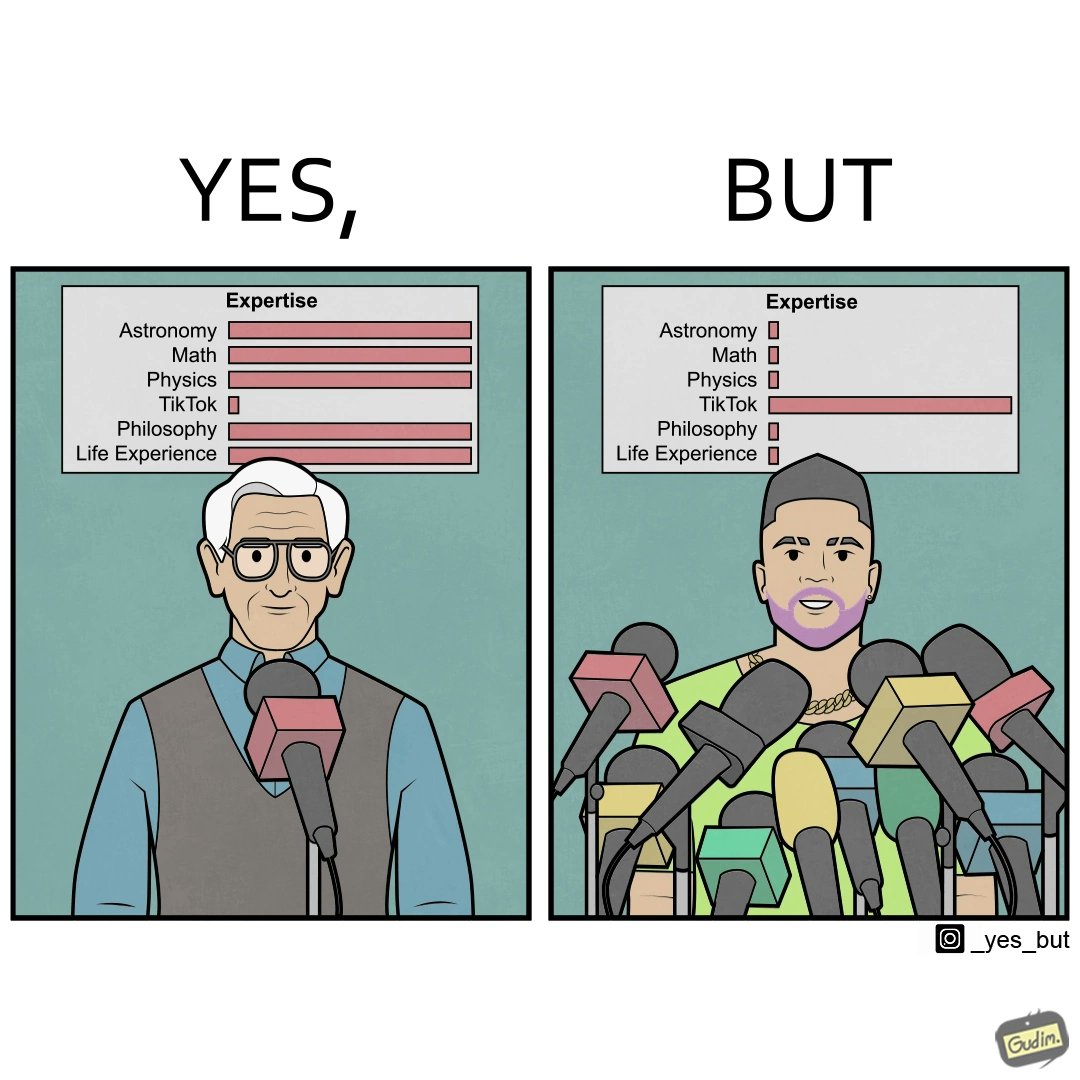 YES,
BUT
Expertise
Astronomy
Math
Physics
TikTok
Philosophy
Life Experience
Expertise
Astronomy
Math
Physics
TikTok
Philosophy
Life Experience
_yes_but
Gudim.